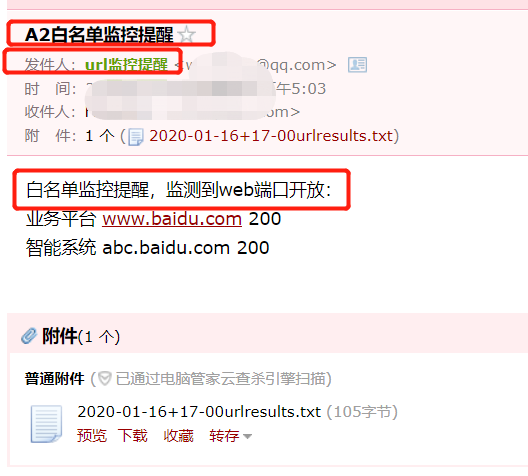 A2白名单监控提醒
发件人：url监控提醒 <w @qq.com>
时 间： 午5:03
收件人： com>
附 件：1 个 (2020-01-16+17-00urlresults.txt)
白名单监控提醒，监测到web端口开放:
业务平台 www.baidu.com 200
智能系统 abc.baidu.com 200
附件(1 个)
普通附件 (已通过电脑管家云查杀引擎扫描)
2020-01-16+17-00urlresults.txt (105字节)
预览 下载 收藏 转存